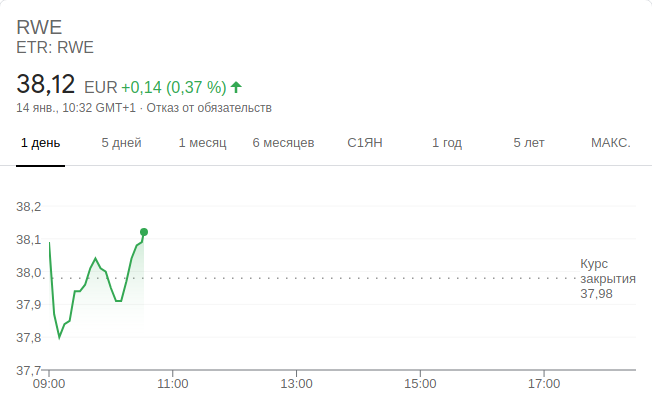 RWE
ETR: RWE
38,12 EUR +0,14 (0,37 %)
14 янв., 10:32 GMT+1 · Отказ от обязательств
1 день 5 дней 1 месяц 6 месяцев С1ЯН 1 год 5 лет МАКС.
38,2
38,1
38,0
37,9
37,8
37,7
Курс
закрытия
37,98
09:00 11:00 13:00 15:00 17:00